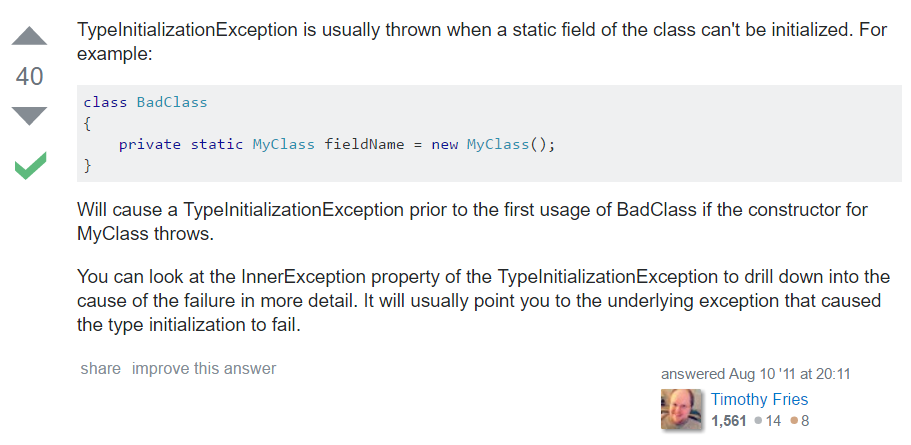 TypeInitializationException is usually thrown when a static field of the class can't be initialized. For
example:
40
class BadClass
{
    private static MyClass fieldName = new MyClass();
}
Will cause a TypeInitializationException prior to the first usage of BadClass if the constructor for
MyClass throws.
You can look at the InnerException property of the TypeInitializationException to drill down into the
cause of the failure in more detail. It will usually point you to the underlying exception that caused
the type initialization to fail.
share improve this answer
answered Aug 10 '11 at 20:11
Timothy Fries
1,561 ●14 ●8